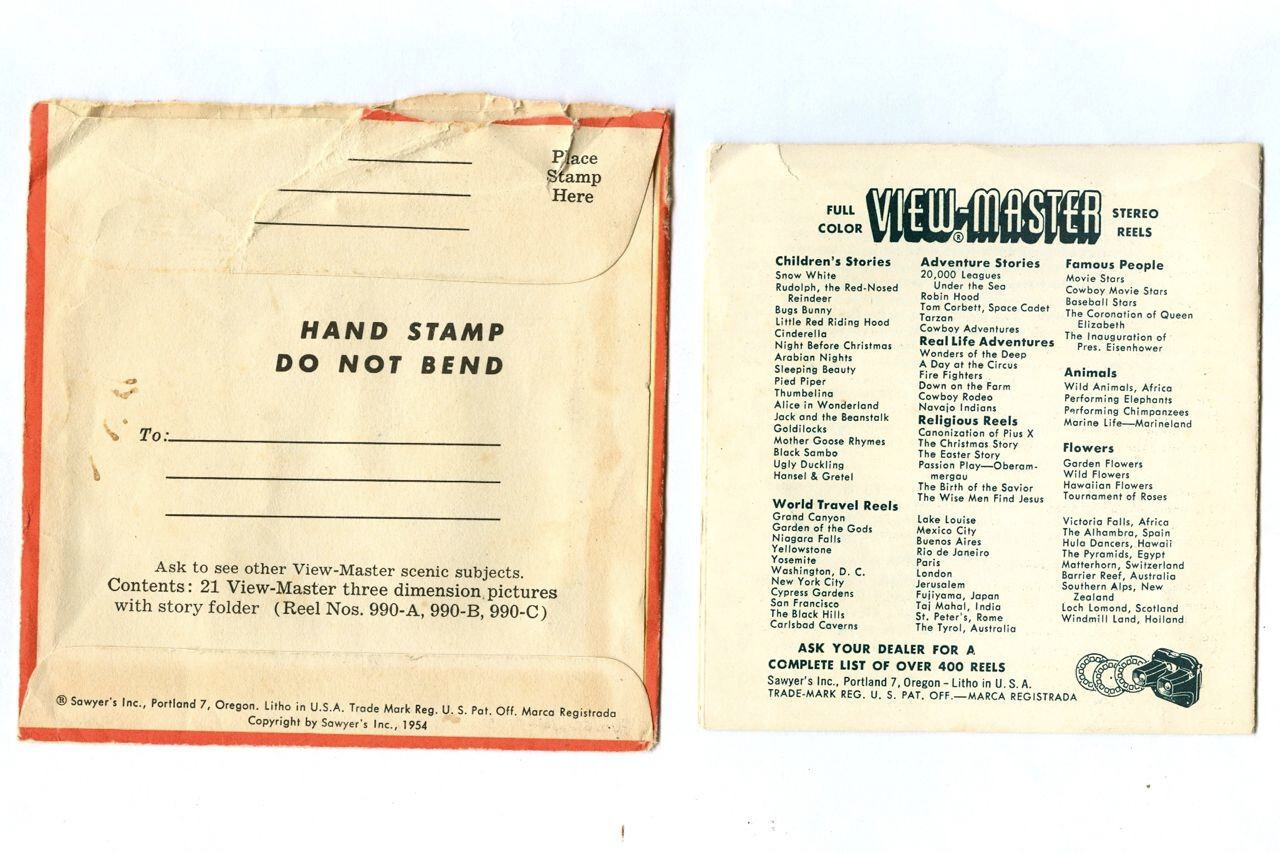 Place
Stamp
Here
HAND STAMP
DO NOT BEND
To:
Ask to see other View-Master scenic subjects.
Contents: 21 View-Master three dimension pictures
with story folder (Reel Nos. 990-A, 990-B, 990-C)
® Sawyer's Inc., Portland 7, Oregon. Litho in U.S.A. Trade Mark Reg. U. S. Pat. Off. Marca Registrada
Copyright by Sawyer's Inc., 1954
FULL COLOR VIEW-MASTER ® STEREO REELS
Children's Stories
Snow White
Rudolph, the Red-Nosed
Reindeer
Bugs Bunny
Little Red Riding Hood
Cinderella
Night Before Christmas
Arabian Nights
Sleeping Beauty
Pied Piper
Thumbelina
Alice in Wonderland
Jack and the Beanstalk
Goldilocks
Mother Goose Rhymes
Black Sambo
Ugly Duckling
Hansel & Gretel
Adventure Stories
20,000 Leagues
Under the Sea
Robin Hood
Tom Corbett, Space Cadet
Tarzan
Cowboy Adventures
Real Life Adventures
Wonders of the Deep
A Day at the Circus
Fire Fighters
Down on the Farm
Cowboy Rodeo
Navajo Indians
Religious Reels
Canonization of Pius X
The Christmas Story
The Easter Story
Passion Play—Oberam-
mergau
The Birth of the Savior
The Wise Men Find Jesus
Famous People
Movie Stars
Cowboy Movie Stars
Baseball Stars
The Coronation of Queen
Elizabeth
The Inauguration of
Pres. Eisenhower
Animals
Wild Animals, Africa
Performing Elephants
Performing Chimpanzees
Marine Life—Marineland
Flowers
Garden Flowers
Wild Flowers
Hawaiian Flowers
Tournament of Roses
World Travel Reels
Grand Canyon
Garden of the Gods
Niagara Falls
Yellowstone
Yosemite
Washington, D. C.
New York City
Cypress Gardens
San Francisco
The Black Hills
Carlsbad Caverns
Lake Louise
Mexico City
Buenos Aires
Rio de Janeiro
Paris
London
Jerusalem
Fujiyama, Japan
Taj Mahal, India
St. Peter's, Rome
The Tyrol, Australia
Victoria Falls, Africa
The Alhambra, Spain
Hula Dancers, Hawaii
The Pyramids, Egypt
Matterhorn, Switzerland
Barrier Reef, Australia
Southern Alps, New
Zealand
Loch Lomond, Scotland
Windmill Land, Holland
ASK YOUR DEALER FOR A
COMPLETE LIST OF OVER 400 REELS
Sawyer's Inc., Portland 7, Oregon - Litho in U. S. A.
TRADE-MARK REG. U. S. PAT. OFF.—MARCA REGISTRADA